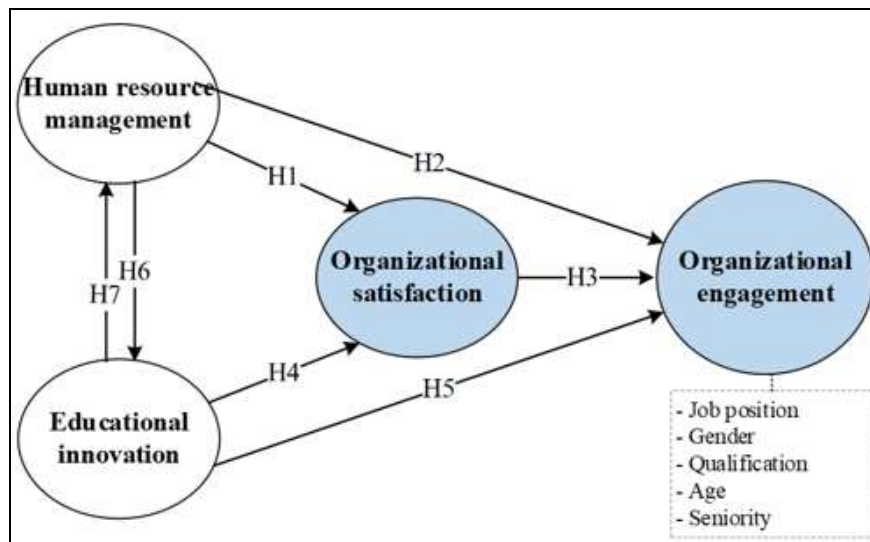 Human resource
management
H2
H1
Organizational
satisfaction
H3
Organizational
engagement
H6
H7
H4
H5
Educational
innovation
- Job position
- Gender
- Qualification
- Age
- Seniority